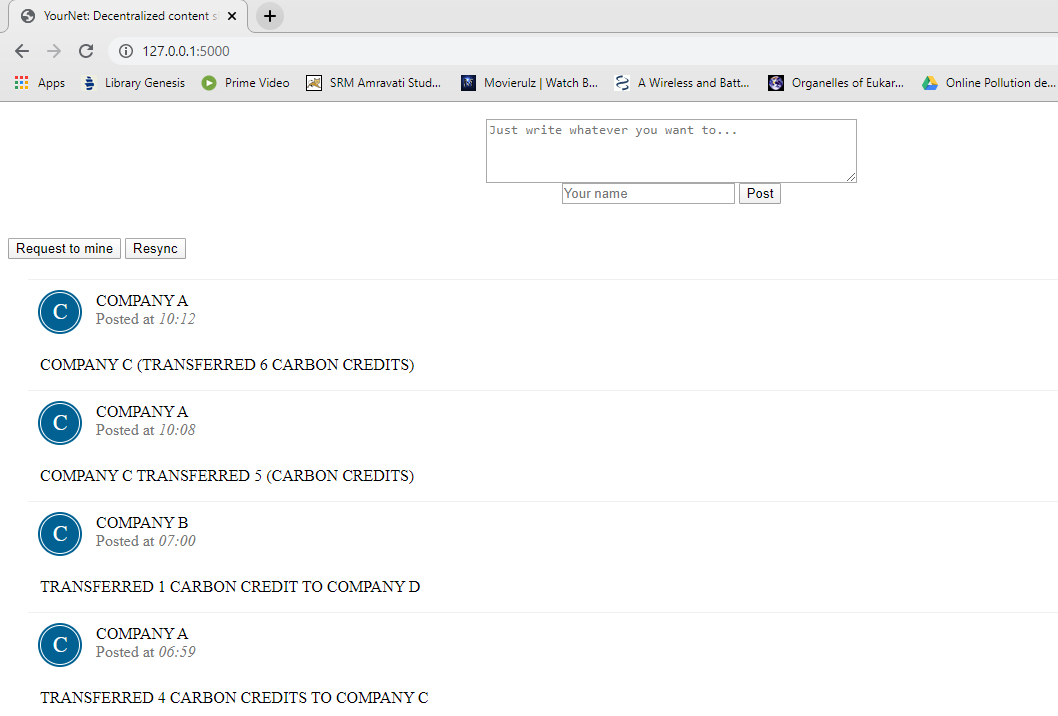 YourNet: Decentralized content s
127.0.0.1:5000
Apps Library Genesis Prime Video SRM Amravati Stud... Movierulz | Watch B... A Wireless and Batt... Organelles of Eukar... Online Pollution de...
Just write whatever you want to...
Your name Post
Request to mine Resync
C COMPANY A
Posted at 10:12
COMPANY C (TRANSFERRED 6 CARBON CREDITS)
C COMPANY A
Posted at 10:08
COMPANY C TRANSFERRED 5 (CARBON CREDITS)
C COMPANY B
Posted at 07:00
TRANSFERRED 1 CARBON CREDIT TO COMPANY D
C COMPANY A
Posted at 06:59
TRANSFERRED 4 CARBON CREDITS TO COMPANY C